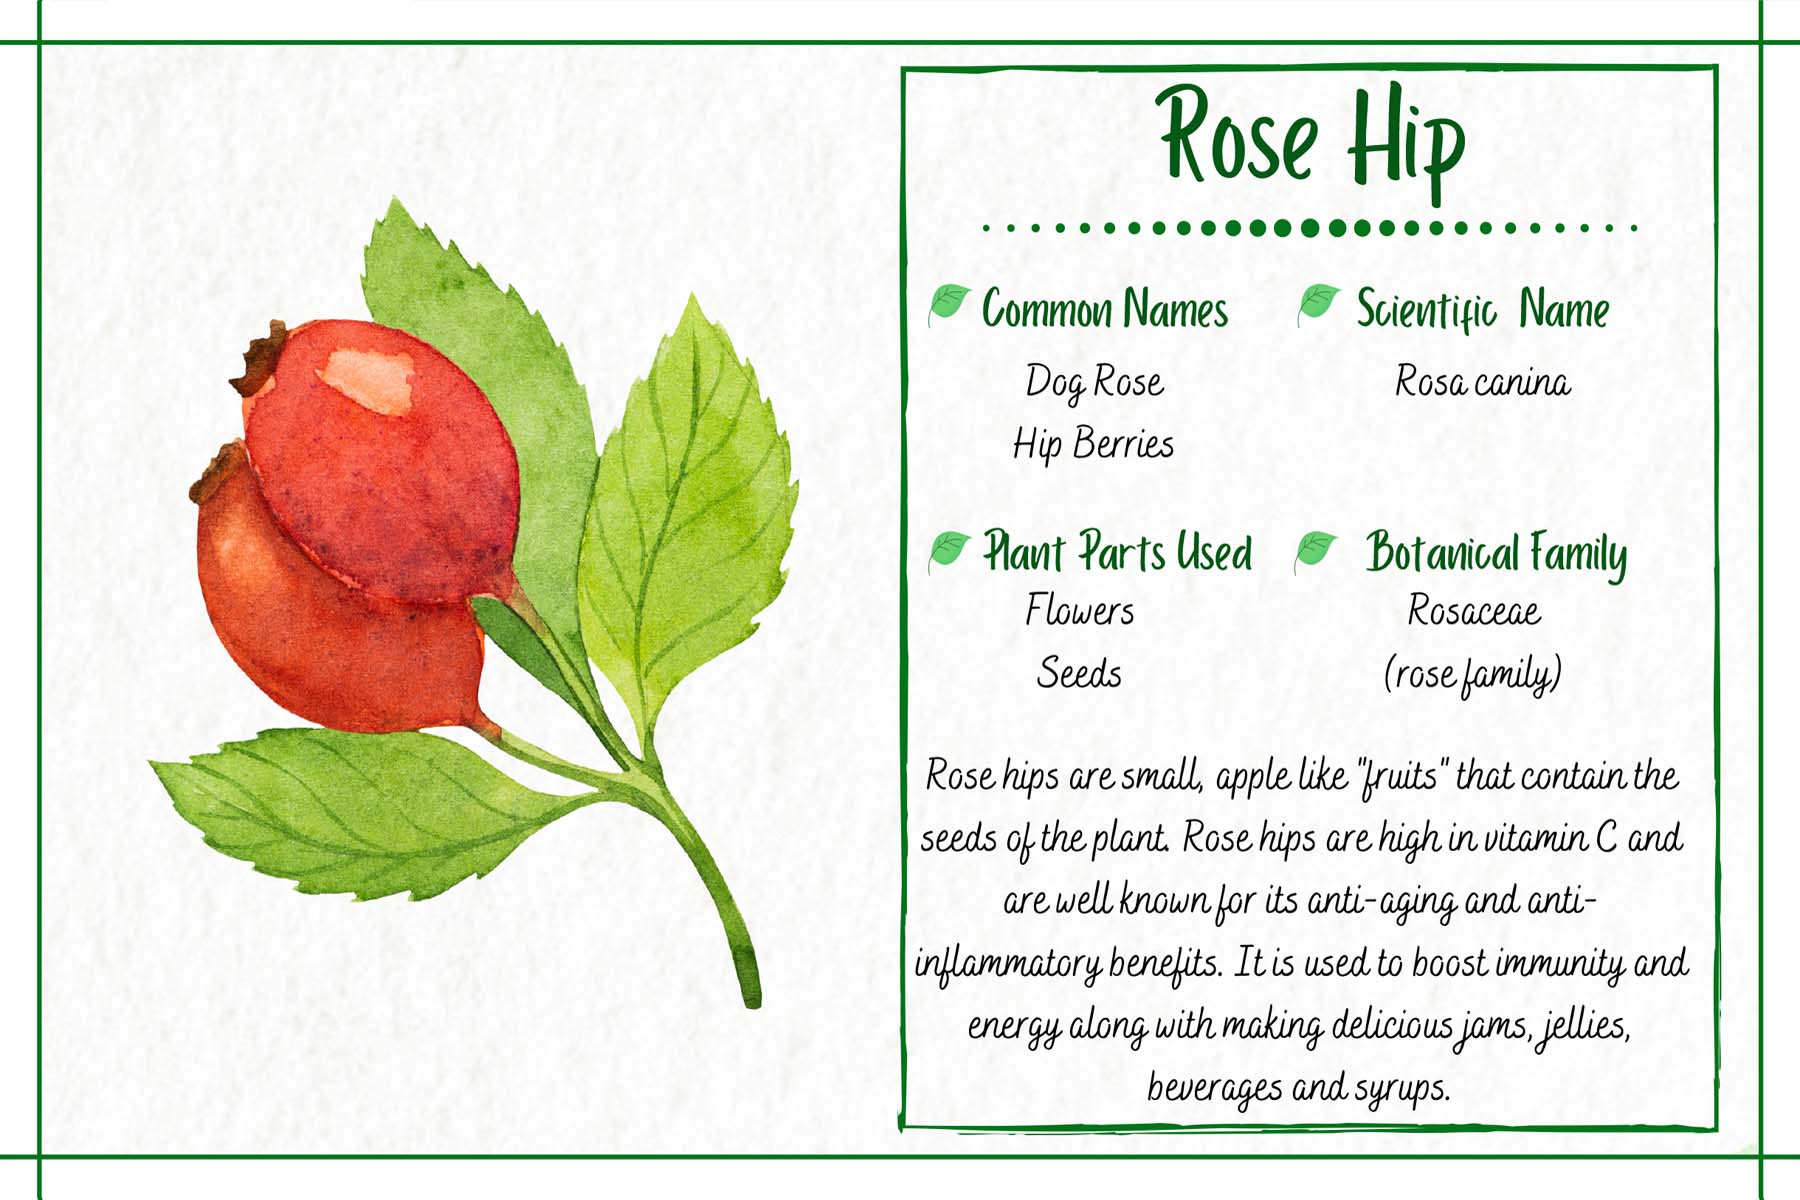 Rose Hip
Common Names
Dog Rose
Hip Berries
Scientific Name
Rosa canina
Plant Parts Used
Flowers
Seeds
Botanical Family
Rosaceae
(rose family)
Rose hips are small, apple like "fruits" that contain the
seeds of the plant. Rose hips are high in vitamin C and
are well known for its anti-aging and anti-
inflammatory benefits. It is used to boost immunity and
energy along with making delicious jams, jellies,
beverages and syrups.